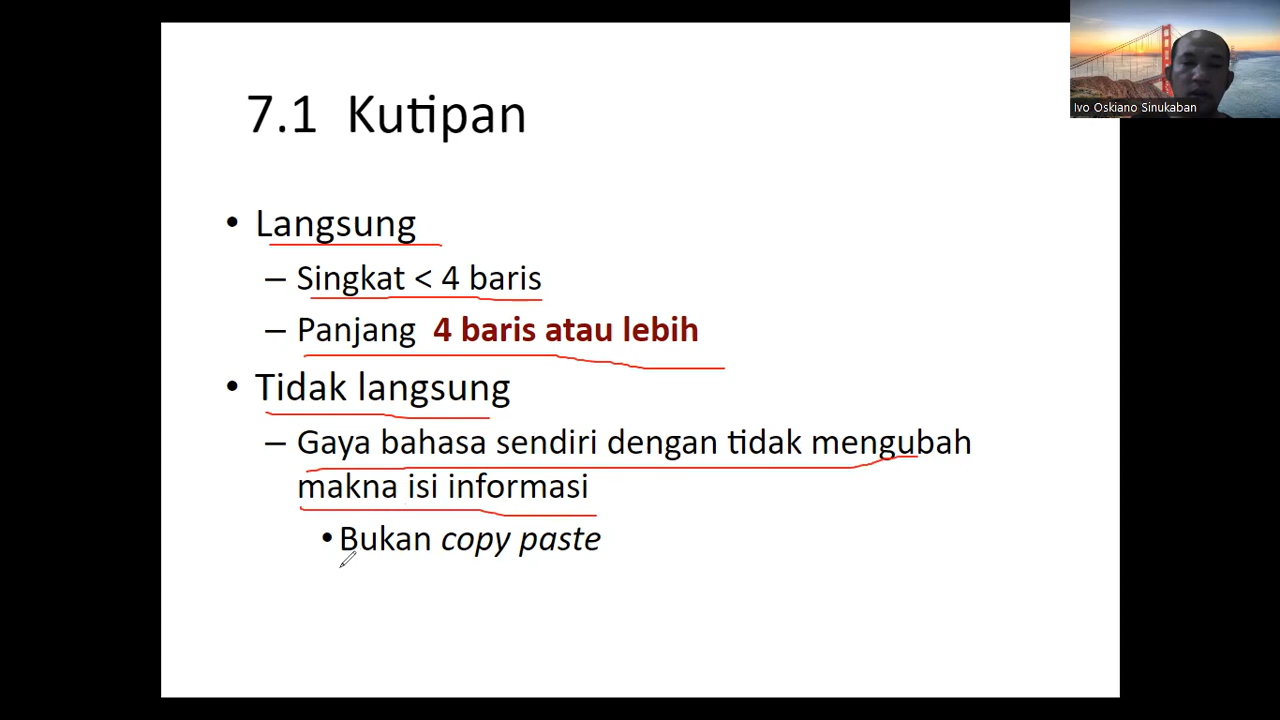 Ivo Oskiano Sinukaban
7.1 Kutipan
• Langsung
– Singkat < 4 baris
– Panjang 4 baris atau lebih
• Tidak langsung
– Gaya bahasa sendiri dengan tidak mengubah
makna isi informasi
• Bukan copy paste